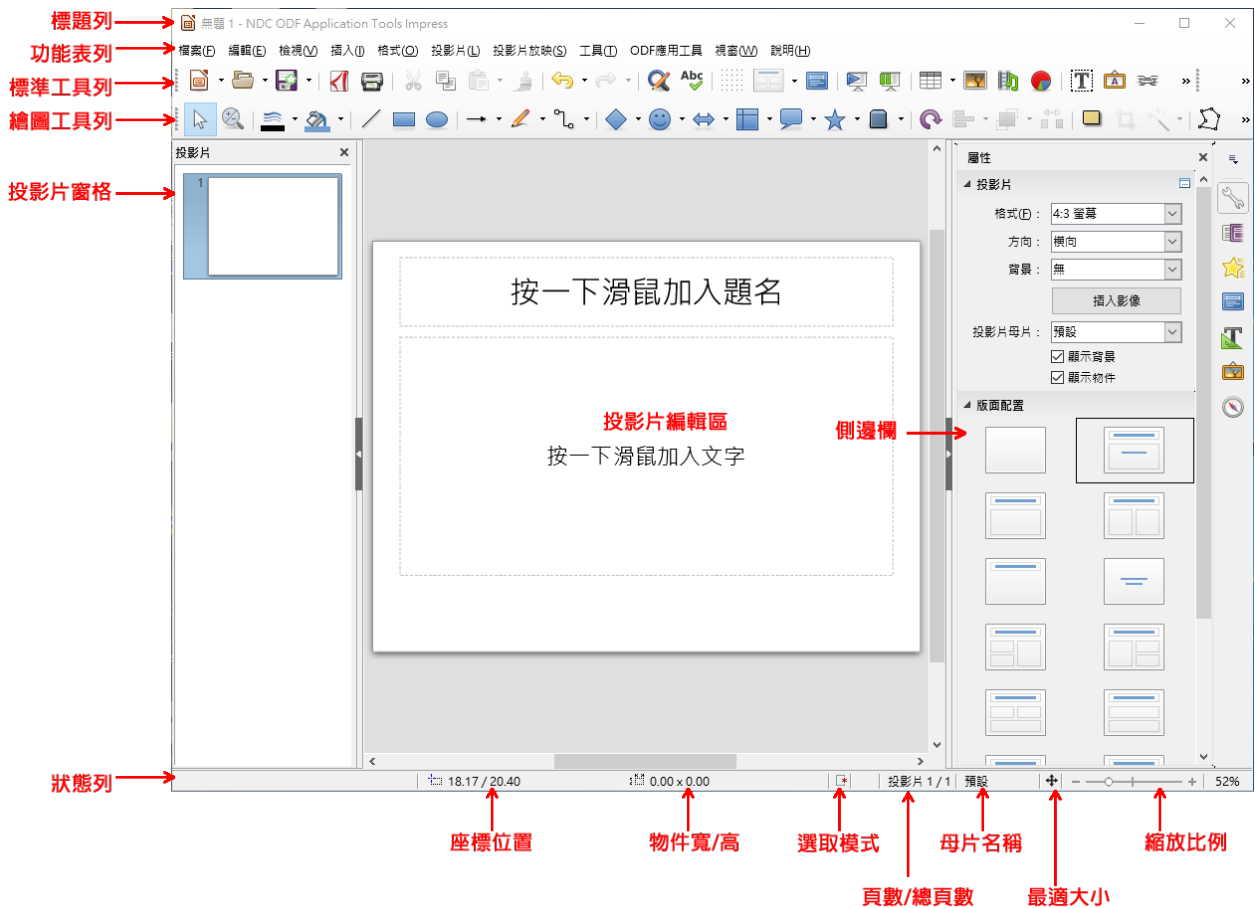 標題列
無題 1 - NDC ODF Application Tools Impress
功能表列
檔案(F) 編輯(E) 檢視(V) 插入(I) 格式(O) 投影片(L) 投影片放映(S) 工具(T) ODF應用工具 視窗(W) 說明(H)
標準工具列
Abc
T
A
»
»
繪圖工具列
»
投影片
屬性
投影片窗格
1
投影片
格式(F)：
4:3 螢幕
方向：
橫向
背景：
無
插入影像
投影片母片：
預設
顯示背景
顯示物件
版面配置
按一下滑鼠加入題名
投影片編輯區
按一下滑鼠加入文字
側邊欄
狀態列
18.17 / 20.40
0.00 x 0.00
投影片 1 / 1
預設
52%
座標位置
物件寬/高
選取模式
母片名稱
縮放比例
頁數/總頁數
最適大小